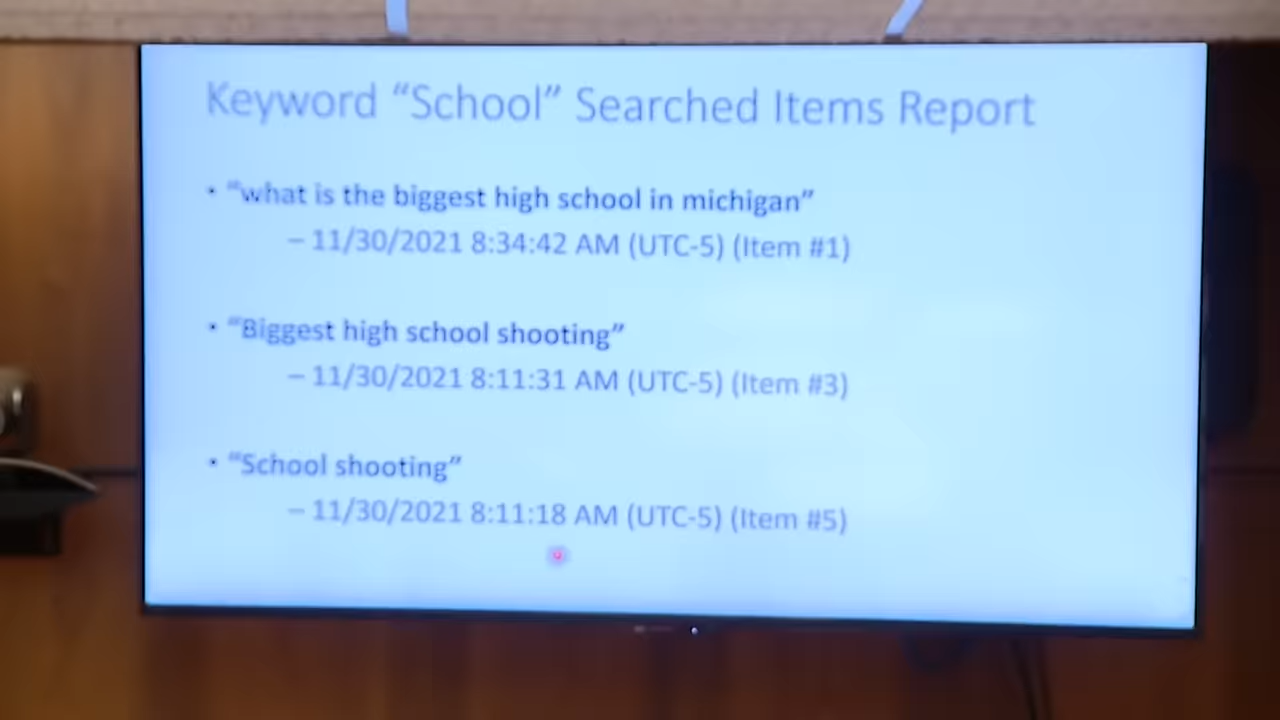 Keyword “School” Searched Items Report
• “what is the biggest high school in michigan”
– 11/30/2021 8:34:42 AM (UTC-5) (Item #1)
• “Biggest high school shooting”
– 11/30/2021 8:11:31 AM (UTC-5) (Item #3)
• “School shooting”
– 11/30/2021 8:11:18 AM (UTC-5) (Item #5)